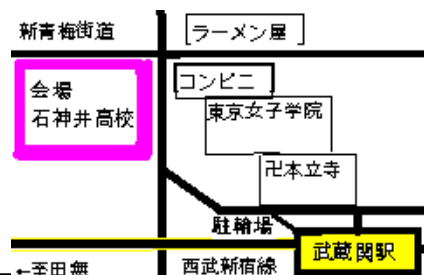 新青梅街道
ラーメン屋
会場
石神井高校
コンビニ
東京女子学院
卍本立寺
駐輪場
武蔵関駅
←至田無
西武新宿線